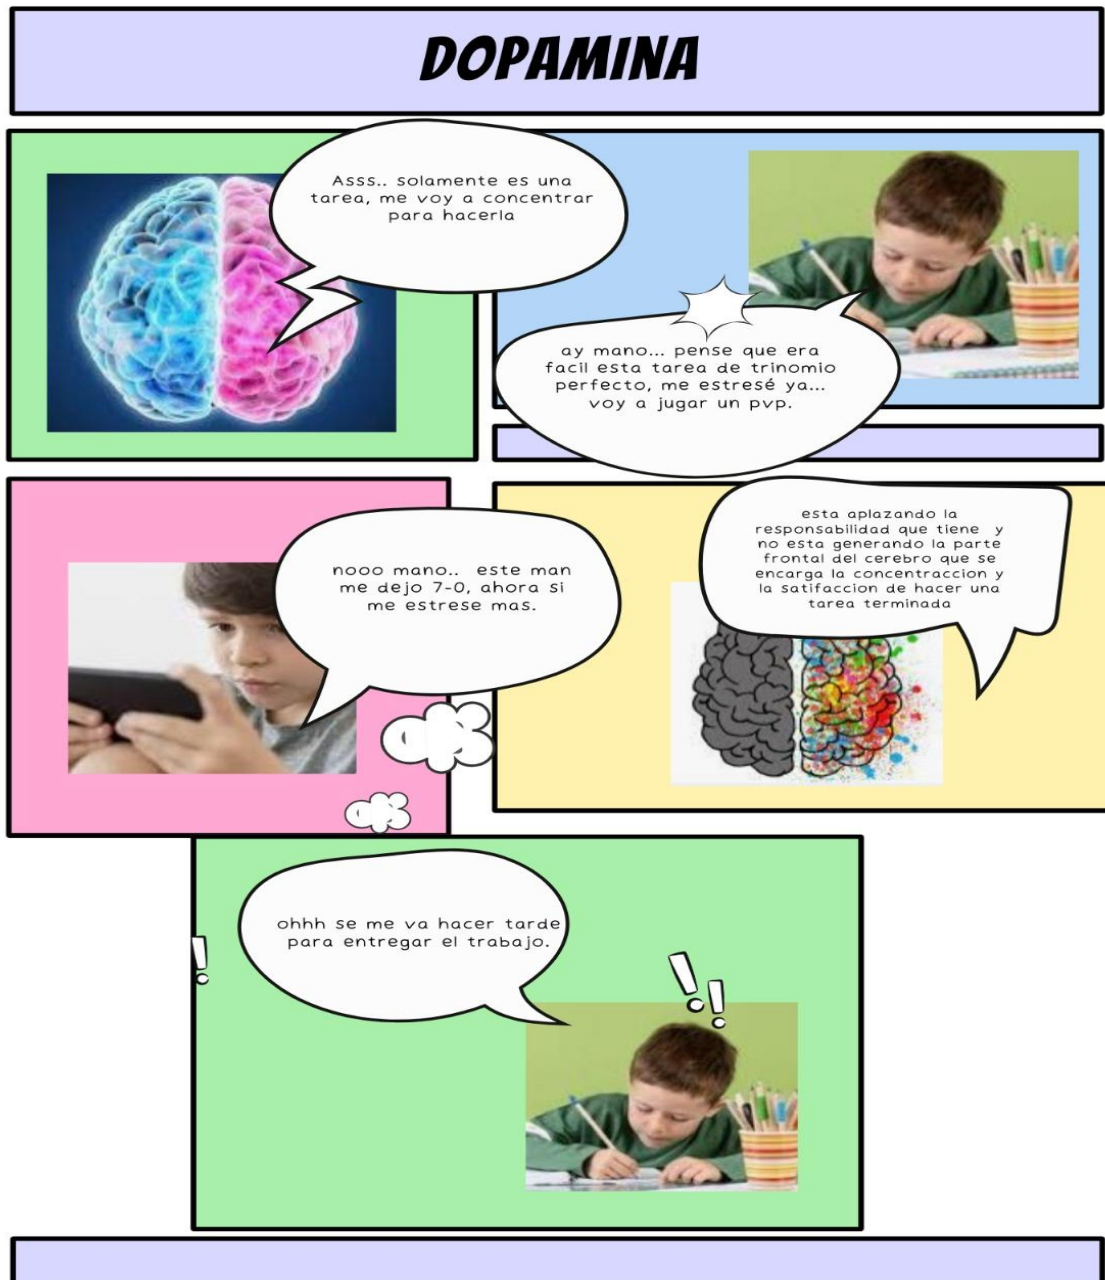 DOPAMINA
Asss.. solamente es una
tarea, me voy a concentrar
para hacerla
ay mano... pense que era
facil esta tarea de trinomio
perfecto, me estresé ya...
voy a jugar un pvp.
nooo mano.. este man
me dejo 7-0, ahora si
me estrese mas.
esta aplazando la
responsabilidad que tiene y
no esta generando la parte
frontal del cerebro que se
encarga la concentraccion y
la satifaccion de hacer una
tarea terminada
ohhh se me va hacer tarde
para entregar el trabajo.
!
!!